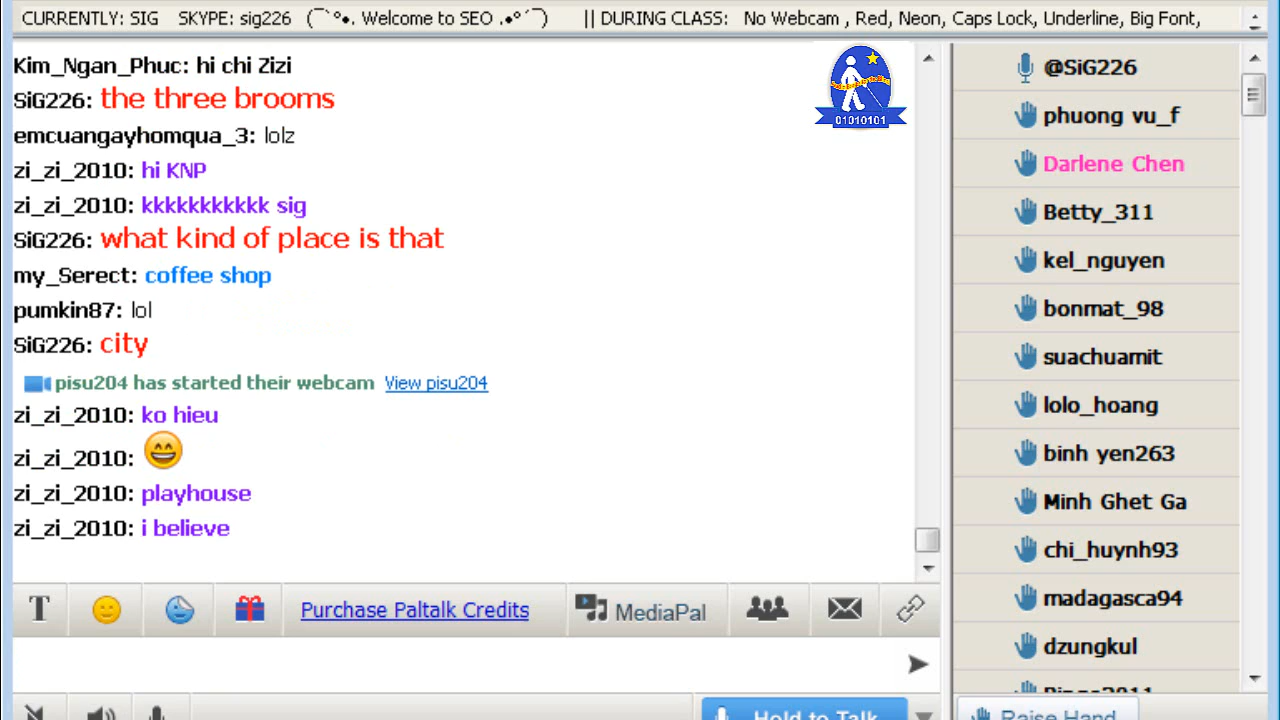 CURRENTLY: SIG SKYPE: sig226 (¯`°•. Welcome to SEO .•°´¯) || DURING CLASS: No Webcam , Red, Neon, Caps Lock, Underline, Big Font,
Kim_Ngan_Phuc: hi chi Zizi
SiG226: the three brooms
emcuangayhomqua_3: lolz
zi_zi_2010: hi KNP
zi_zi_2010: kkkkkkkkkkk sig
SiG226: what kind of place is that
my_Serect: coffee shop
pumkin87: lol
SiG226: city
pisu204 has started their webcam View pisu204
zi_zi_2010: ko hieu
zi_zi_2010: 😄
zi_zi_2010: playhouse
zi_zi_2010: i believe
01010101
T
Purchase Paltalk Credits
MediaPal
Hold to Talk
@SiG226
phuong vu_f
Darlene Chen
Betty_311
kel_nguyen
bonmat_98
suachuamit
lolo_hoang
binh yen263
Minh Ghet Ga
chi_huynh93
madagasca94
dzungkul
Raise Hand